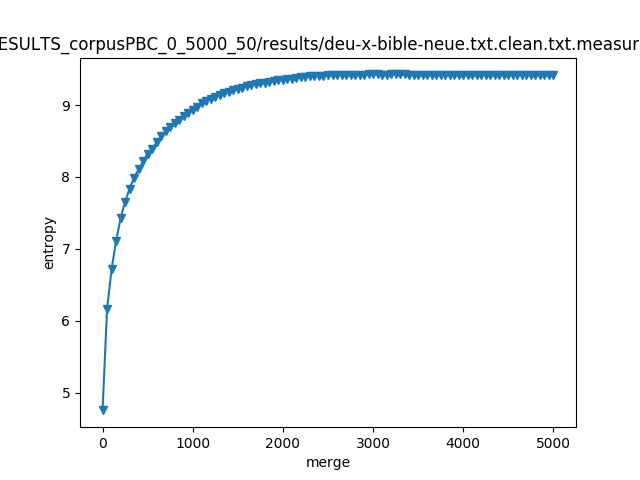 ESULTS_corpusPBC_0_5000_50/results/deu-x-bible-neue.txt.clean.txt.measur
9
8
7
6
5
entropy
0 1000 2000 3000 4000 5000
merge